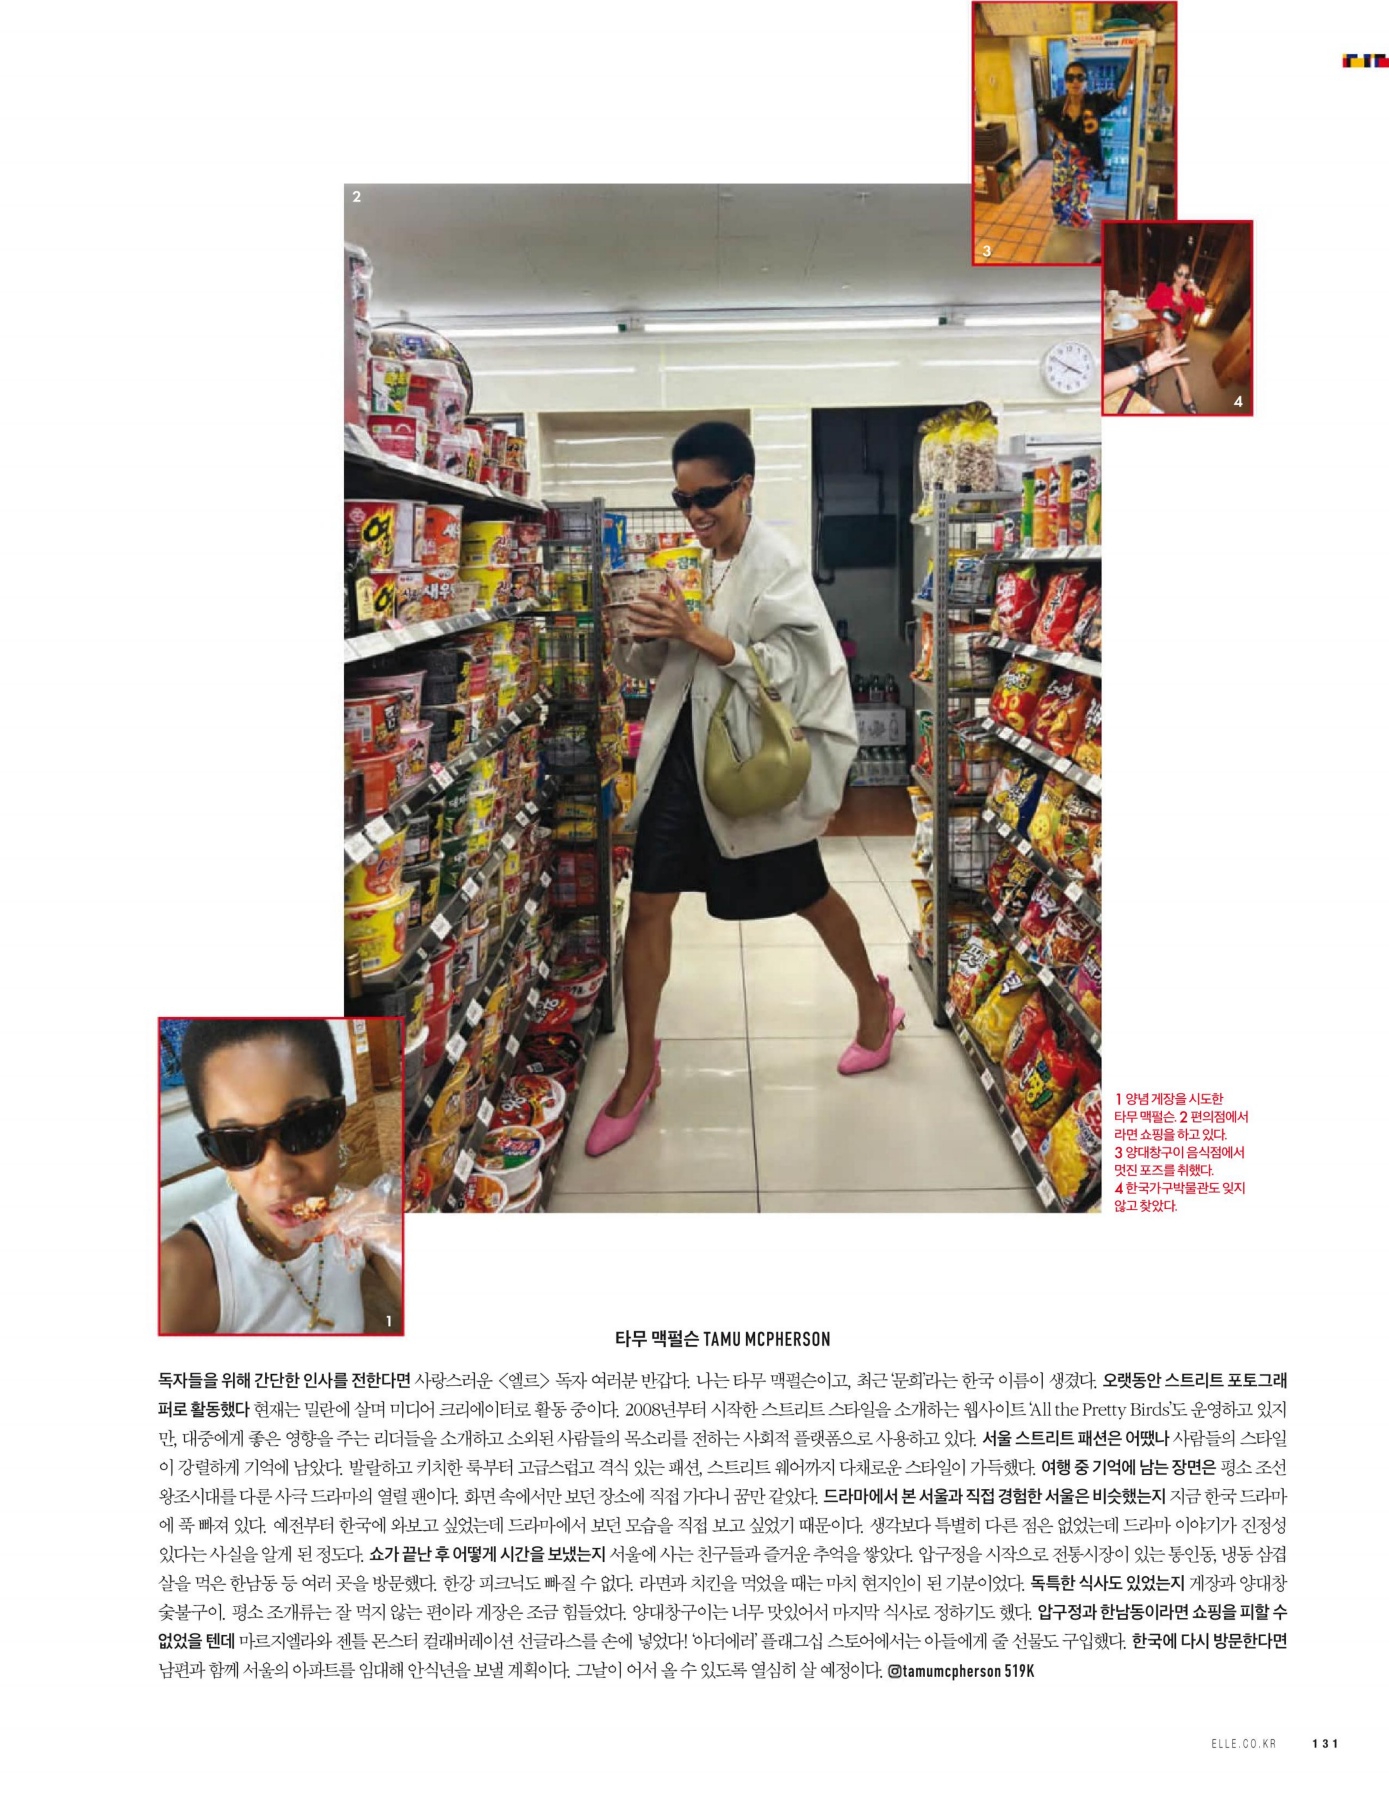 2
3
4
1
여
새우
새우
참깨
1 양념 게장을 시도한
타무 맥펄슨. 2 편의점에서
라면 쇼핑을 하고 있다.
3 양대창구이 음식점에서
멋진 포즈를 취했다.
4 한국가구박물관도 잊지
않고 찾았다.
타무 맥펄슨 TAMU MCPHERSON
독자들을 위해 간단한 인사를 전한다면 사랑스러운 〈엘르〉 독자 여러분 반갑다. 나는 타무 맥펄슨이고, 최근 '문희'라는 한국 이름이 생겼다. 오랫동안 스트리트 포토그래
퍼로 활동했다 현재는 밀란에 살며 미디어 크리에이터로 활동 중이다. 2008년부터 시작한 스트리트 스타일을 소개하는 웹사이트 'All the Pretty Birds'도 운영하고 있지
만, 대중에게 좋은 영향을 주는 리더들을 소개하고 소외된 사람들의 목소리를 전하는 사회적 플랫폼으로 사용하고 있다. 서울 스트리트 패션은 어땠나 사람들의 스타일
이 강렬하게 기억에 남았다. 발랄하고 키치한 룩부터 고급스럽고 격식 있는 패션, 스트리트 웨어까지 다채로운 스타일이 가득했다. 여행 중 기억에 남는 장면은 평소 조선
왕조시대를 다룬 사극 드라마의 열렬 팬이다. 화면 속에서만 보던 장소에 직접 가다니 꿈만 같았다. 드라마에서 본 서울과 직접 경험한 서울은 비슷했는지 지금 한국 드라마
에 푹 빠져 있다. 예전부터 한국에 와보고 싶었는데 드라마에서 보던 모습을 직접 보고 싶었기 때문이다. 생각보다 특별히 다른 점은 없었는데 드라마 이야기가 진정성
있다는 사실을 알게 된 정도다. 쇼가 끝난 후 어떻게 시간을 보냈는지 서울에 사는 친구들과 즐거운 추억을 쌓았다. 압구정을 시작으로 전통시장이 있는 통인동, 냉동 삼겹
살을 먹은 한남동 등 여러 곳을 방문했다. 한강 피크닉도 빠질 수 없다. 라면과 치킨을 먹었을 때는 마치 현지인이 된 기분이었다. 독특한 식사도 있었는지 게장과 양대창
숯불구이. 평소 조개류는 잘 먹지 않는 편이라 게장은 조금 힘들었다. 양대창구이는 너무 맛있어서 마지막 식사로 정하기도 했다. 압구정과 한남동이라면 쇼핑을 피할 수
없었을 텐데 마르지엘라와 젠틀 몬스터 컬래버레이션 선글라스를 손에 넣었다! '아더에러' 플래그십 스토어에서는 아들에게 줄 선물도 구입했다. 한국에 다시 방문한다면
남편과 함께 서울의 아파트를 임대해 안식년을 보낼 계획이다. 그날이 어서 올 수 있도록 열심히 살 예정이다. @tamumcpherson 519K
ELLE.CO.KR 131